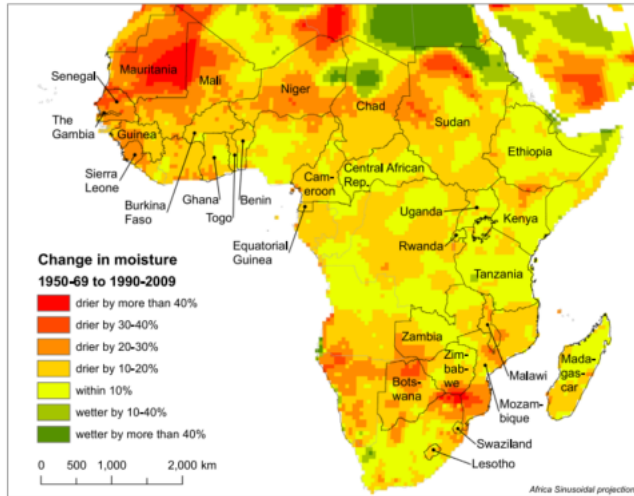 Senegal
Mauritania
Mali
Niger
Chad
Sudan
The
Gambia
Guinea
Ethiopia
Sierra
Leone
Burkina
Faso
Ghana
Togo
Benin
Cam-
eroon
Central African
Rep.
Equatorial
Guinea
Uganda
Kenya
Rwanda
Tanzania
Change in moisture
1950-69 to 1990-2009
drier by more than 40%
drier by 30-40%
drier by 20-30%
drier by 10-20%
within 10%
wetter by 10-40%
wetter by more than 40%
0 500 1,000 2,000 km
Zambia
Zim-
bab-
we
Bots-
wana
Malawi
Mozam-
bique
Mada-
gas-
car
Swaziland
Lesotho
Africa Sinusoidal projection